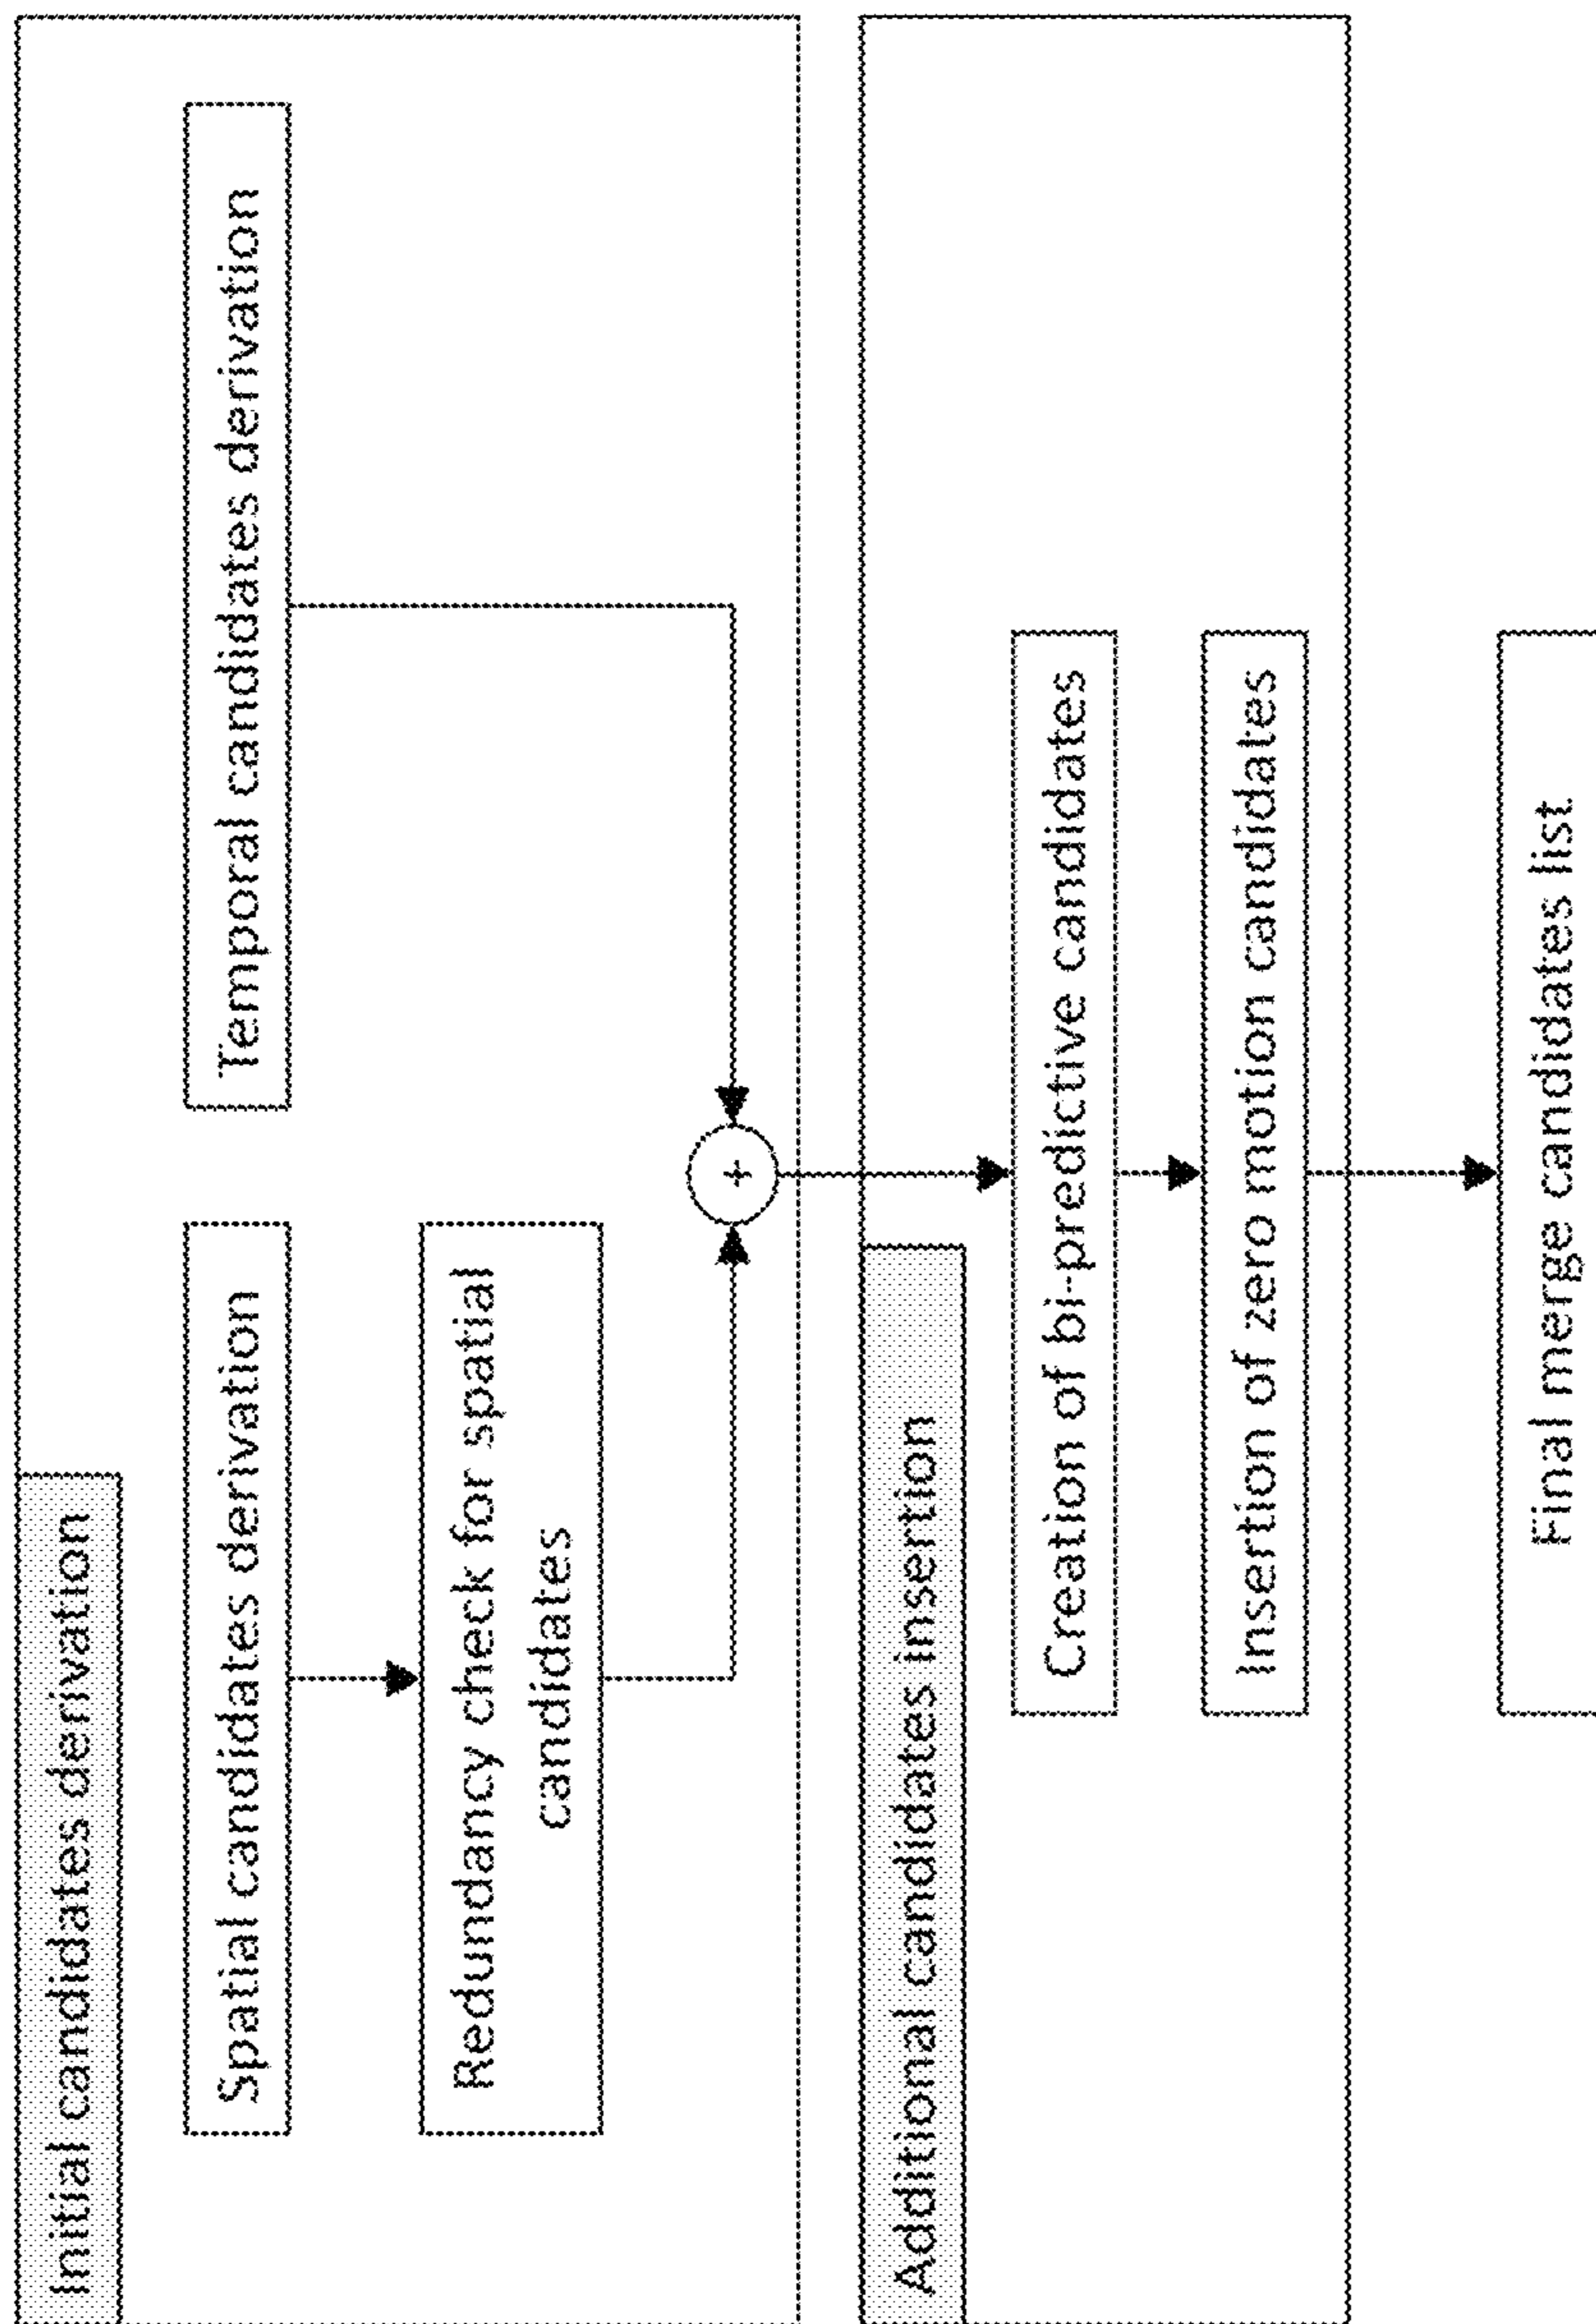 Initial candidates derivation
Spatial candidates derivation
Temporal candidates derivation
Redundancy check for spatial
candidates
+
Additional candidates insertion
Creation of bi-predictive candidates
Insertion of zero motion candidates
Final merge candidates list